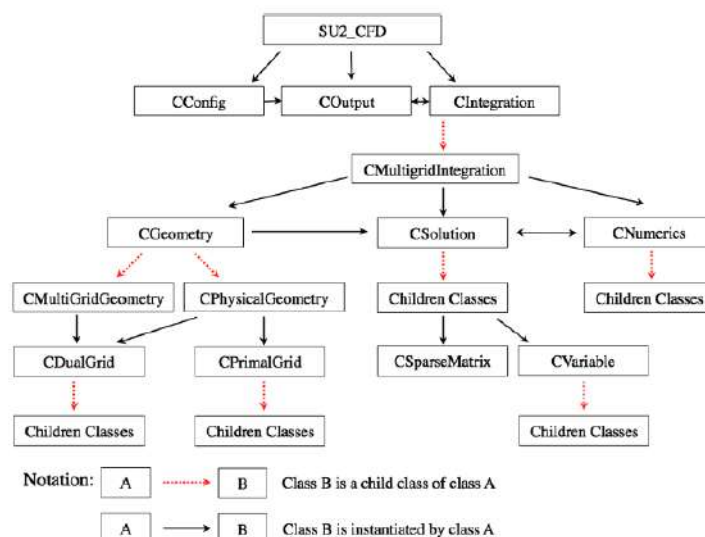 SU2_CFD
CConfig COutput CIntegration
CMultigridIntegration
CGeometry CSolution CNumerics
CMultiGridGeometry CPhysicalGeometry Children Classes Children Classes
CDualGrid CPrimalGrid CSparseMatrix CVariable
Children Classes Children Classes Children Classes
Notation: A B Class B is a child class of class A
A B Class B is instantiated by class A